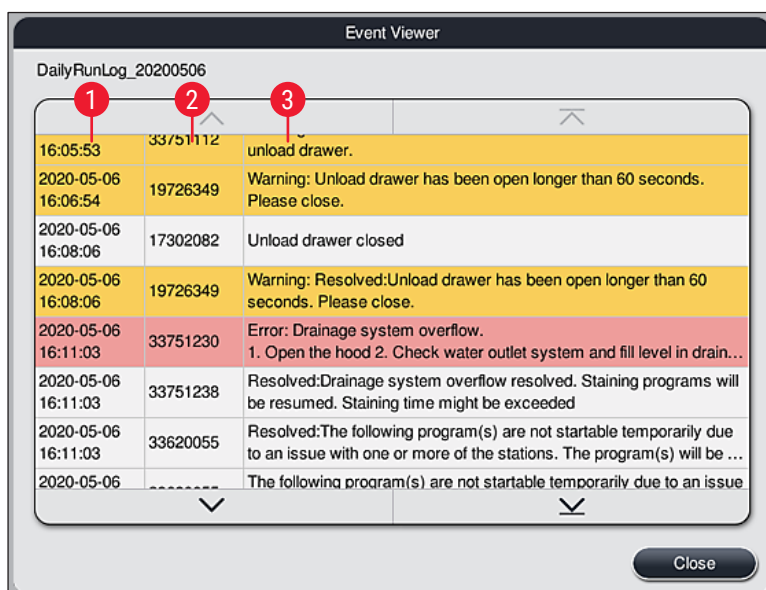 Event Viewer
DailyRunLog_20200506
1
2
3
16:05:53
33751112
unload drawer.
2020-05-06
16:06:54
19726349
Warning: Unload drawer has been open longer than 60 seconds.
Please close.
2020-05-06
16:08:06
17302082
Unload drawer closed
2020-05-06
16:08:06
19726349
Warning: Resolved:Unload drawer has been open longer than 60
seconds. Please close.
2020-05-06
16:11:03
33751230
Error: Drainage system overflow.
1. Open the hood 2. Check water outlet system and fill level in drain...
2020-05-06
16:11:03
33751238
Resolved:Drainage system overflow resolved. Staining programs will
be resumed. Staining time might be exceeded
2020-05-06
16:11:03
33620055
Resolved:The following program(s) are not startable temporarily due
to an issue with one or more of the stations. The program(s) will be ...
2020-05-06
The following program(s) are not startable temporarily due to an issue
Close